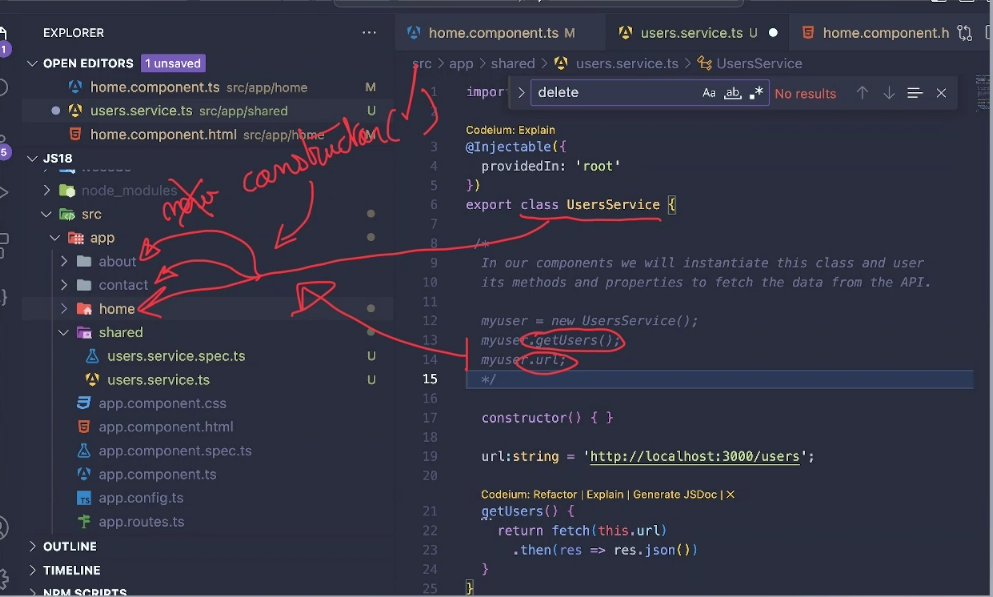 EXPLORER
OPEN EDITORS 1 unsaved
home.component.ts src/app/home M
users.service.ts src/app/shared U
home.component.html src/app/home M
JS18
node_modules
src
app
about
contact
home
shared
users.service.spec.ts U
users.service.ts U
app.component.css
app.component.html
app.component.spec.ts
app.component.ts
app.config.ts
app.routes.ts
OUTLINE
TIMELINE
NPM SCRIPTS
constructor( )
new
home.component.ts M users.service.ts U home.component.h
src > app > shared > users.service.ts > UsersService
delete Aa ab .* No results
1 impor
Codeium: Explain
3 @Injectable({
4 providedIn: 'root'
5 })
6 export class UsersService {
7
8 /*
9 In our components we will instantiate this class and user
10 its methods and properties to fetch the data from the API.
11
12 myuser = new UsersService();
13 myuser.getUsers();
14 myuser.url;
15 */
16
17 constructor() { }
18
19 url:string = 'http://localhost:3000/users';
20
Codeium: Refactor | Explain | Generate JSDoc | X
21 getUsers() {
22 return fetch(this.url)
23 .then(res => res.json())
24 }
25 }